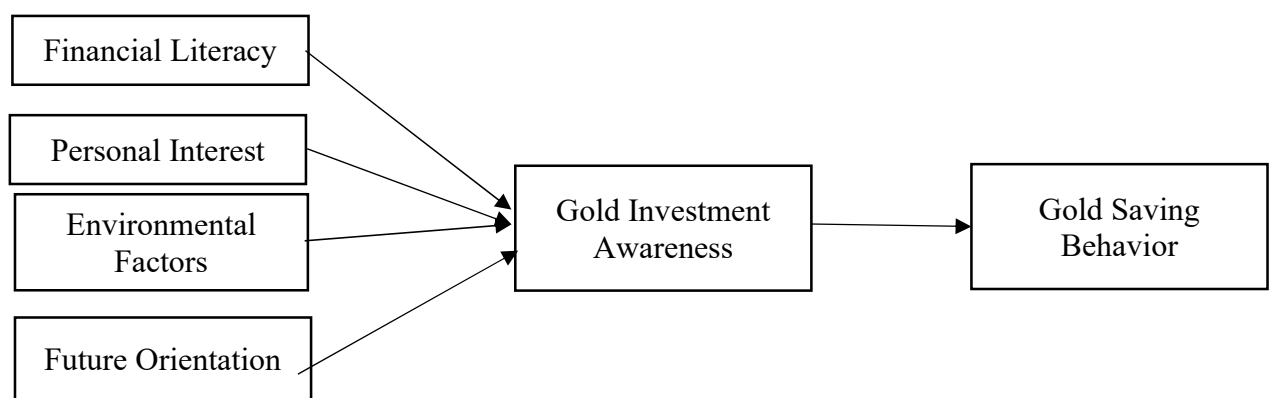 Financial Literacy
Personal Interest
Environmental
Factors
Future Orientation
Gold Investment
Awareness
Gold Saving
Behavior